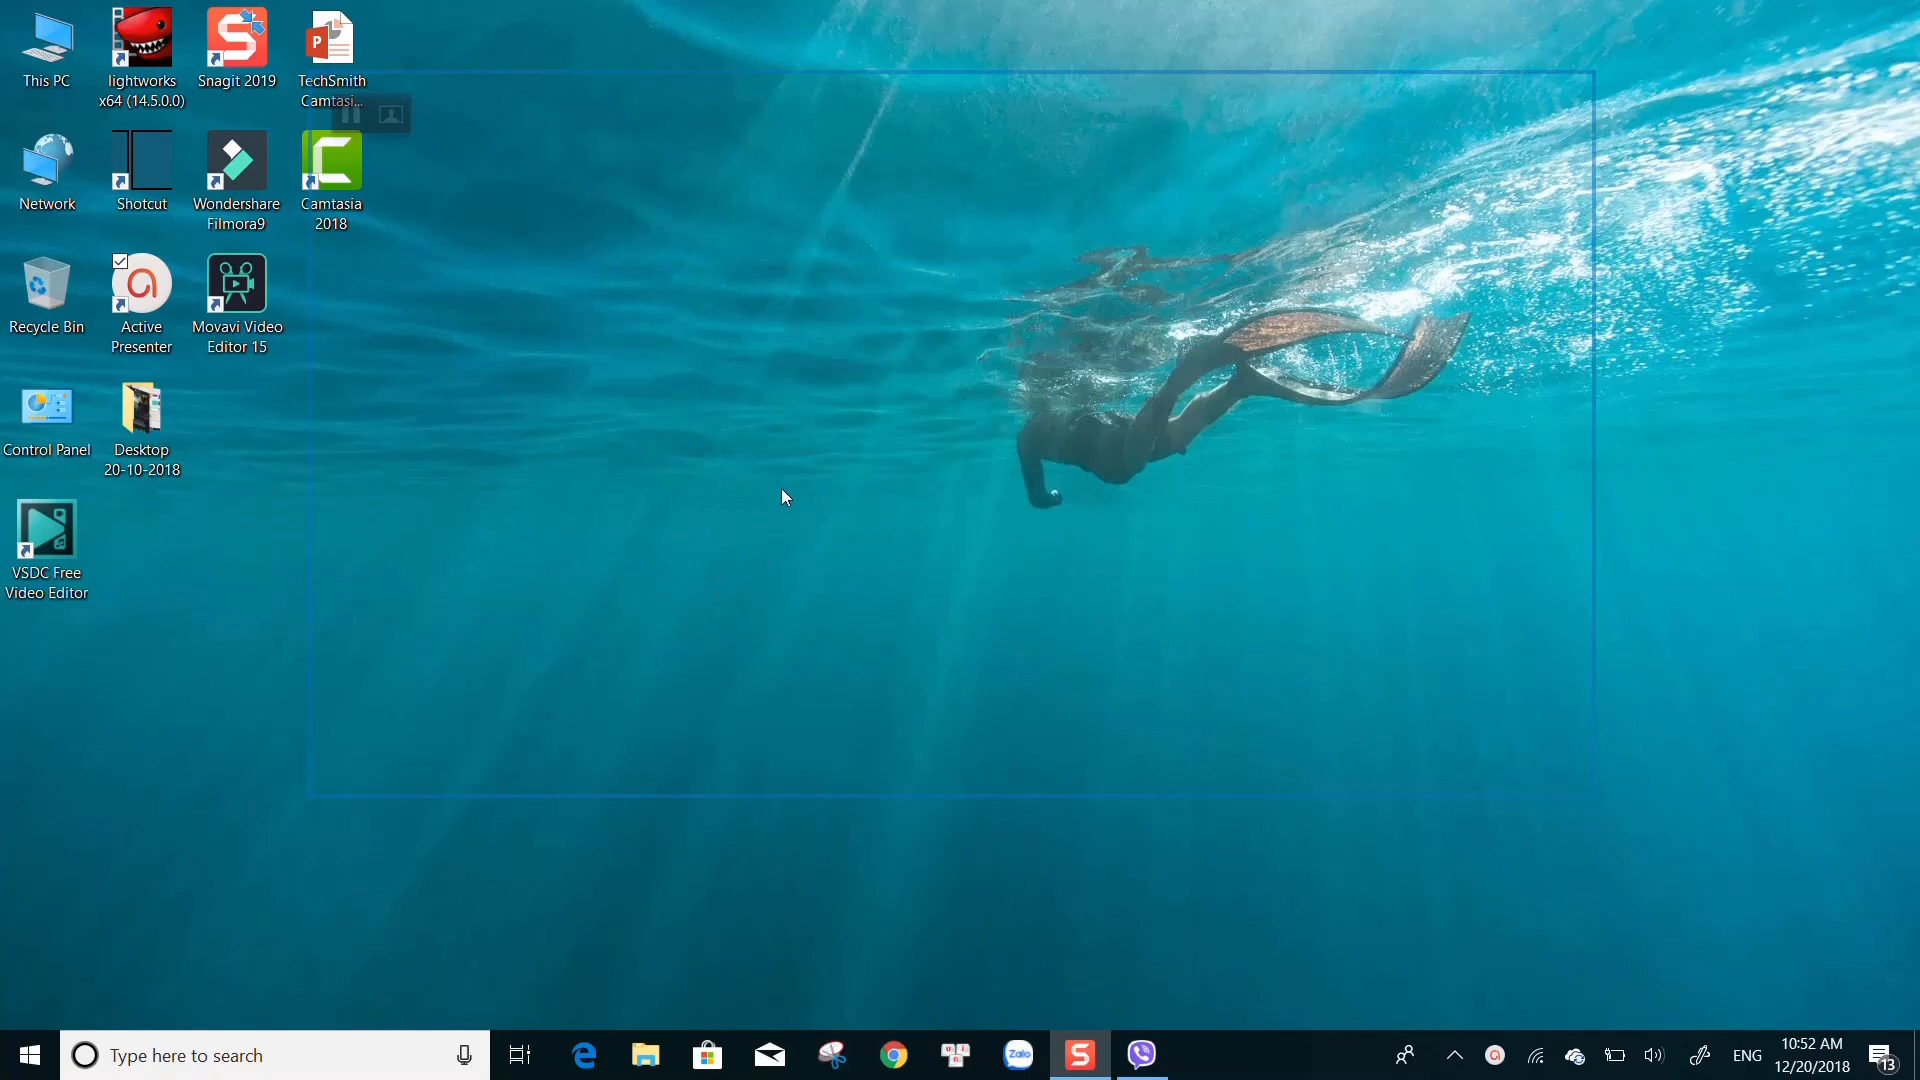 This PC
lightworks
x64 (14.5.0.0)
Snagit 2019
TechSmith
Camtasi...
Network
Shotcut
Wondershare
Filmora9
Camtasia
2018
Recycle Bin
Active
Presenter
Movavi Video
Editor 15
Control Panel
Desktop
20-10-2018
VSDC Free
Video Editor
Type here to search
Zalo
ENG
10:52 AM
12/20/2018
13